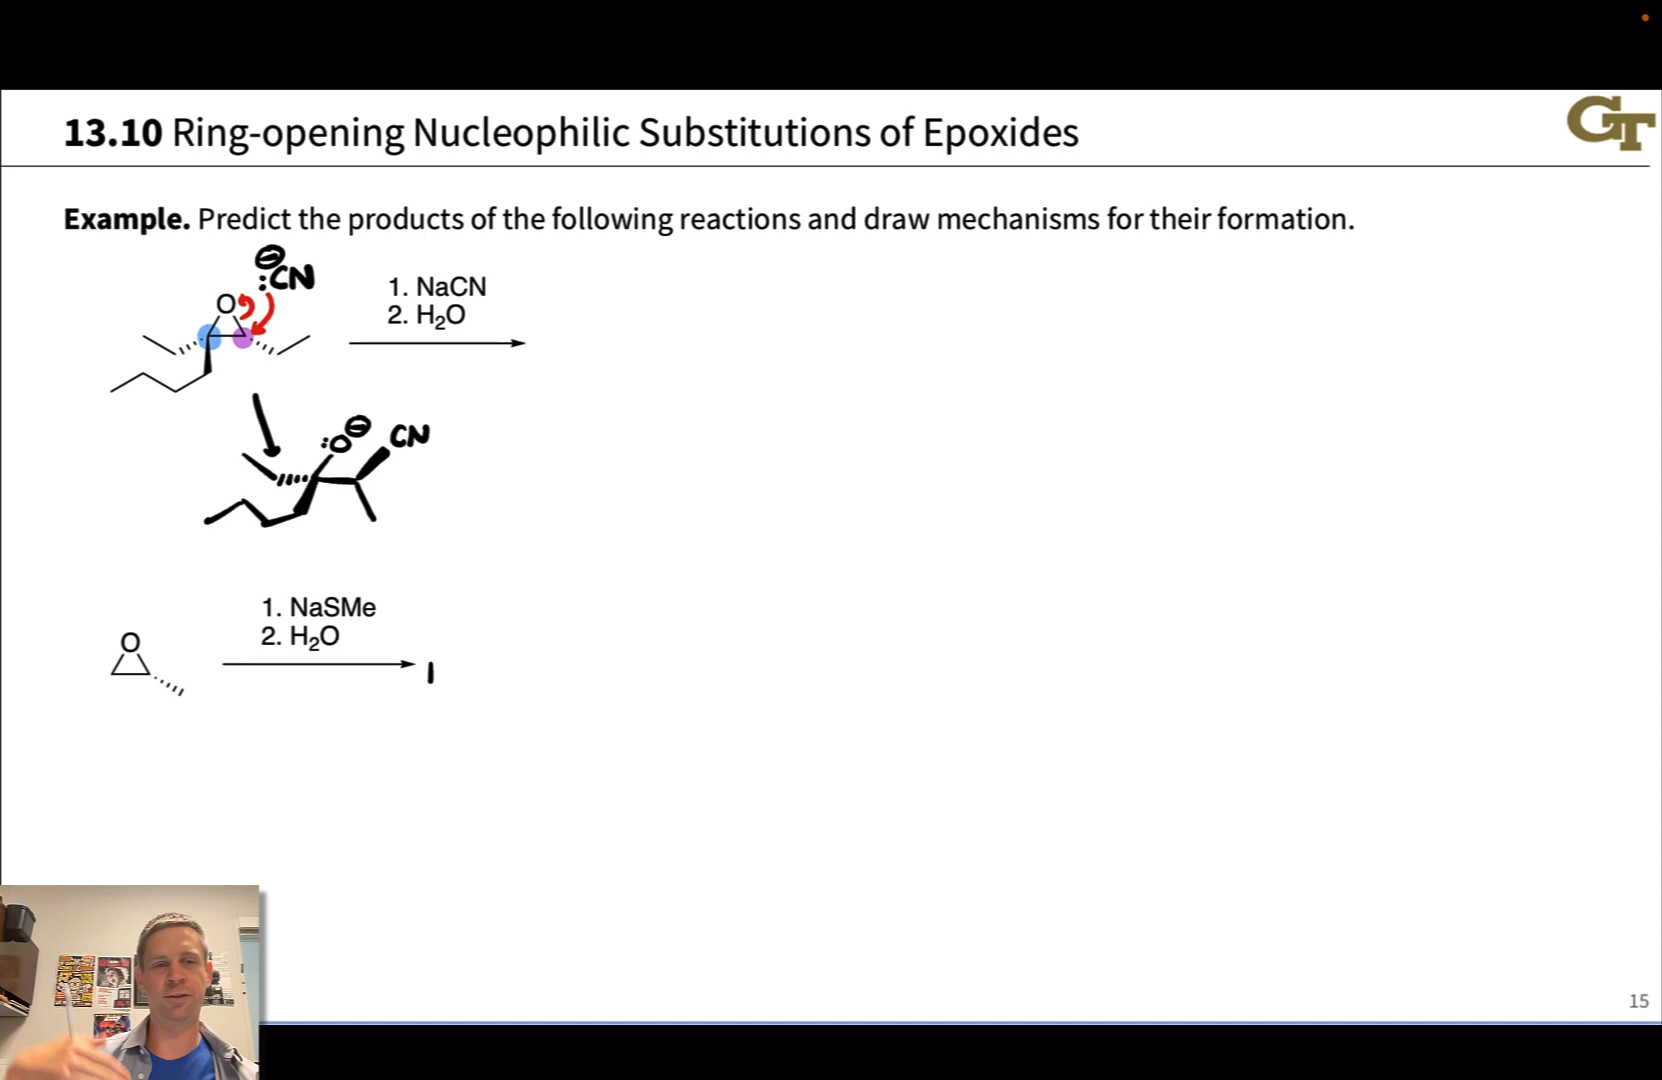 13.10 Ring-opening Nucleophilic Substitutions of Epoxides
GT
Example. Predict the products of the following reactions and draw mechanisms for their formation.
⊖
:CN
O
1. NaCN
2. H₂O
:O⊖
CN
1. NaSMe
2. H₂O
O
15